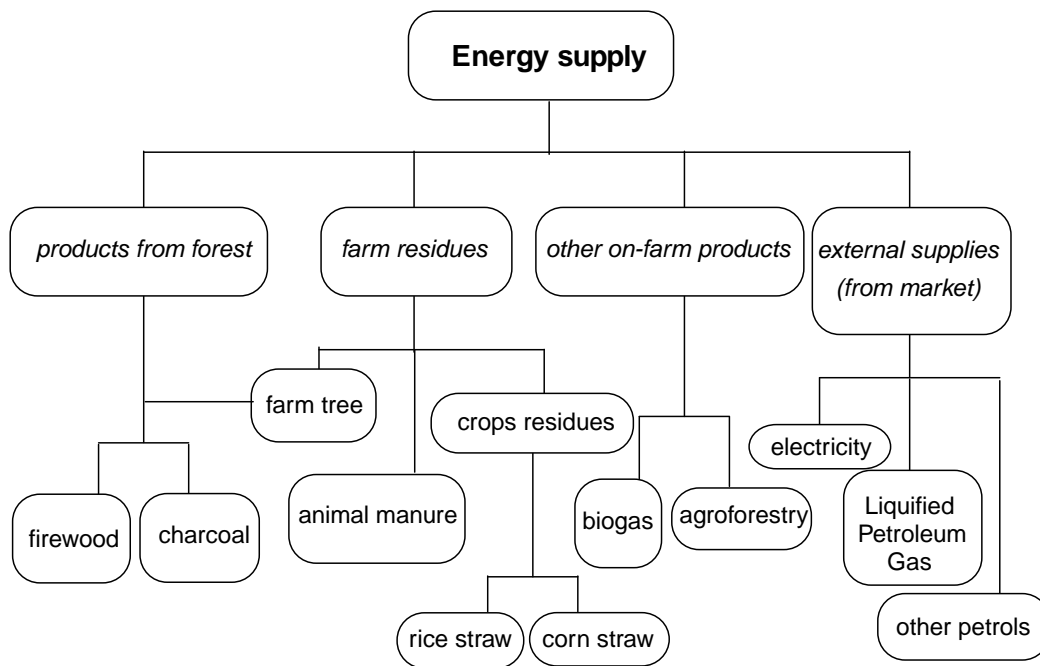 Energy supply
products from forest
farm residues
other on-farm products
external supplies
(from market)
farm tree
crops residues
electricity
firewood
charcoal
animal manure
biogas
agroforestry
Liquified
Petroleum
Gas
rice straw
corn straw
other petrols